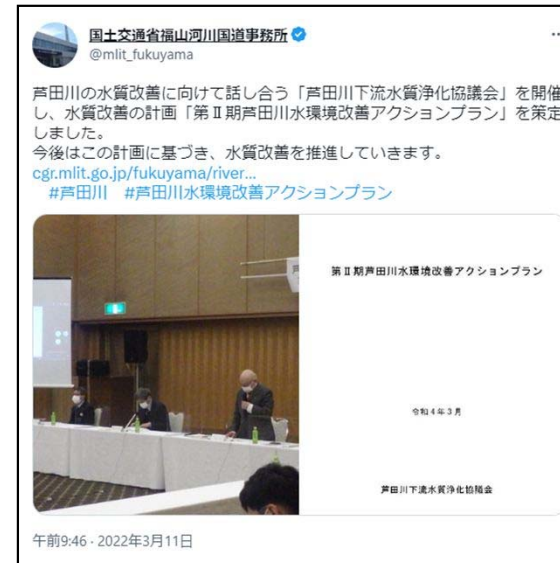 国土交通省福山河川国道事務所
@mlit_fukuyama
芦田川の水質改善に向けて話し合う「芦田川下流水質浄化協議会」を開催
し、水質改善の計画「第Ⅱ期芦田川水環境改善アクションプラン」を策定
しました。
今後はこの計画に基づき、水質改善を推進していきます。
cgr.mlit.go.jp/fukuyama/river...
#芦田川 #芦田川水環境改善アクションプラン
第Ⅱ期芦田川水環境改善アクションプラン
令和4年3月
芦田川下流水質浄化協議会
午前9:46 · 2022年3月11日